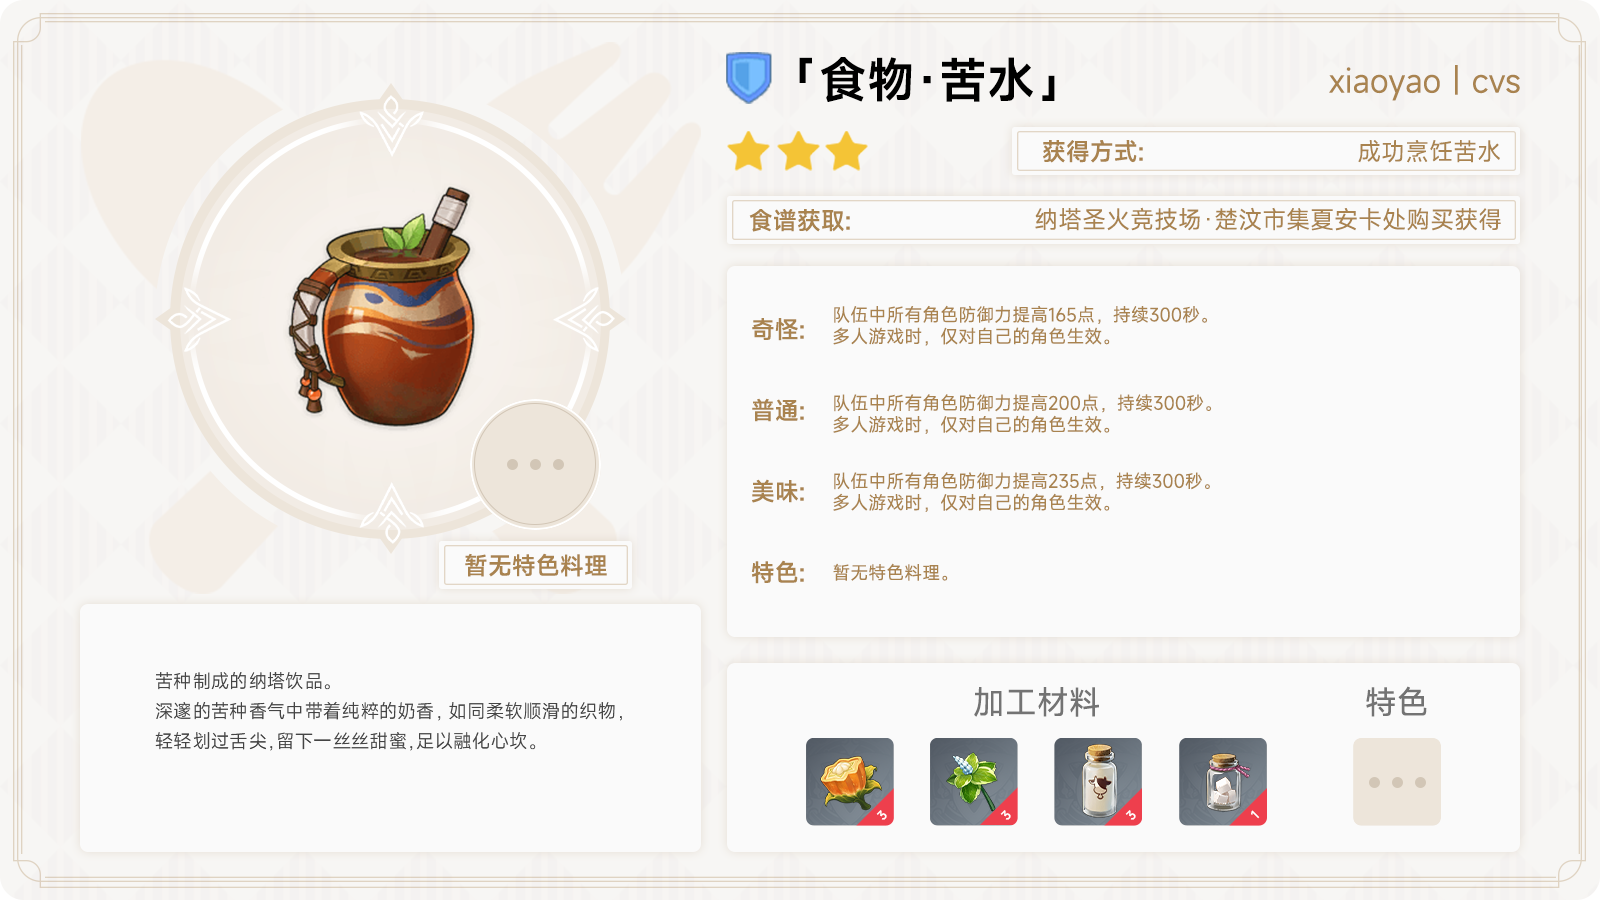 「食物·苦水」
xiaoyao | cvs
获得方式:
成功烹饪苦水
食谱获取:
纳塔圣火竞技场·楚汶市集夏安卡处购买获得
奇怪:
队伍中所有角色防御力提高165点，持续300秒。
多人游戏时，仅对自己的角色生效。
普通:
队伍中所有角色防御力提高200点，持续300秒。
多人游戏时，仅对自己的角色生效。
美味:
队伍中所有角色防御力提高235点，持续300秒。
多人游戏时，仅对自己的角色生效。
特色:
暂无特色料理。
暂无特色料理
苦种制成的纳塔饮品。
深邃的苦种香气中带着纯粹的奶香，如同柔软顺滑的织物，
轻轻划过舌尖，留下一丝丝甜蜜，足以融化心坎。
加工材料
特色
3
3
3
1